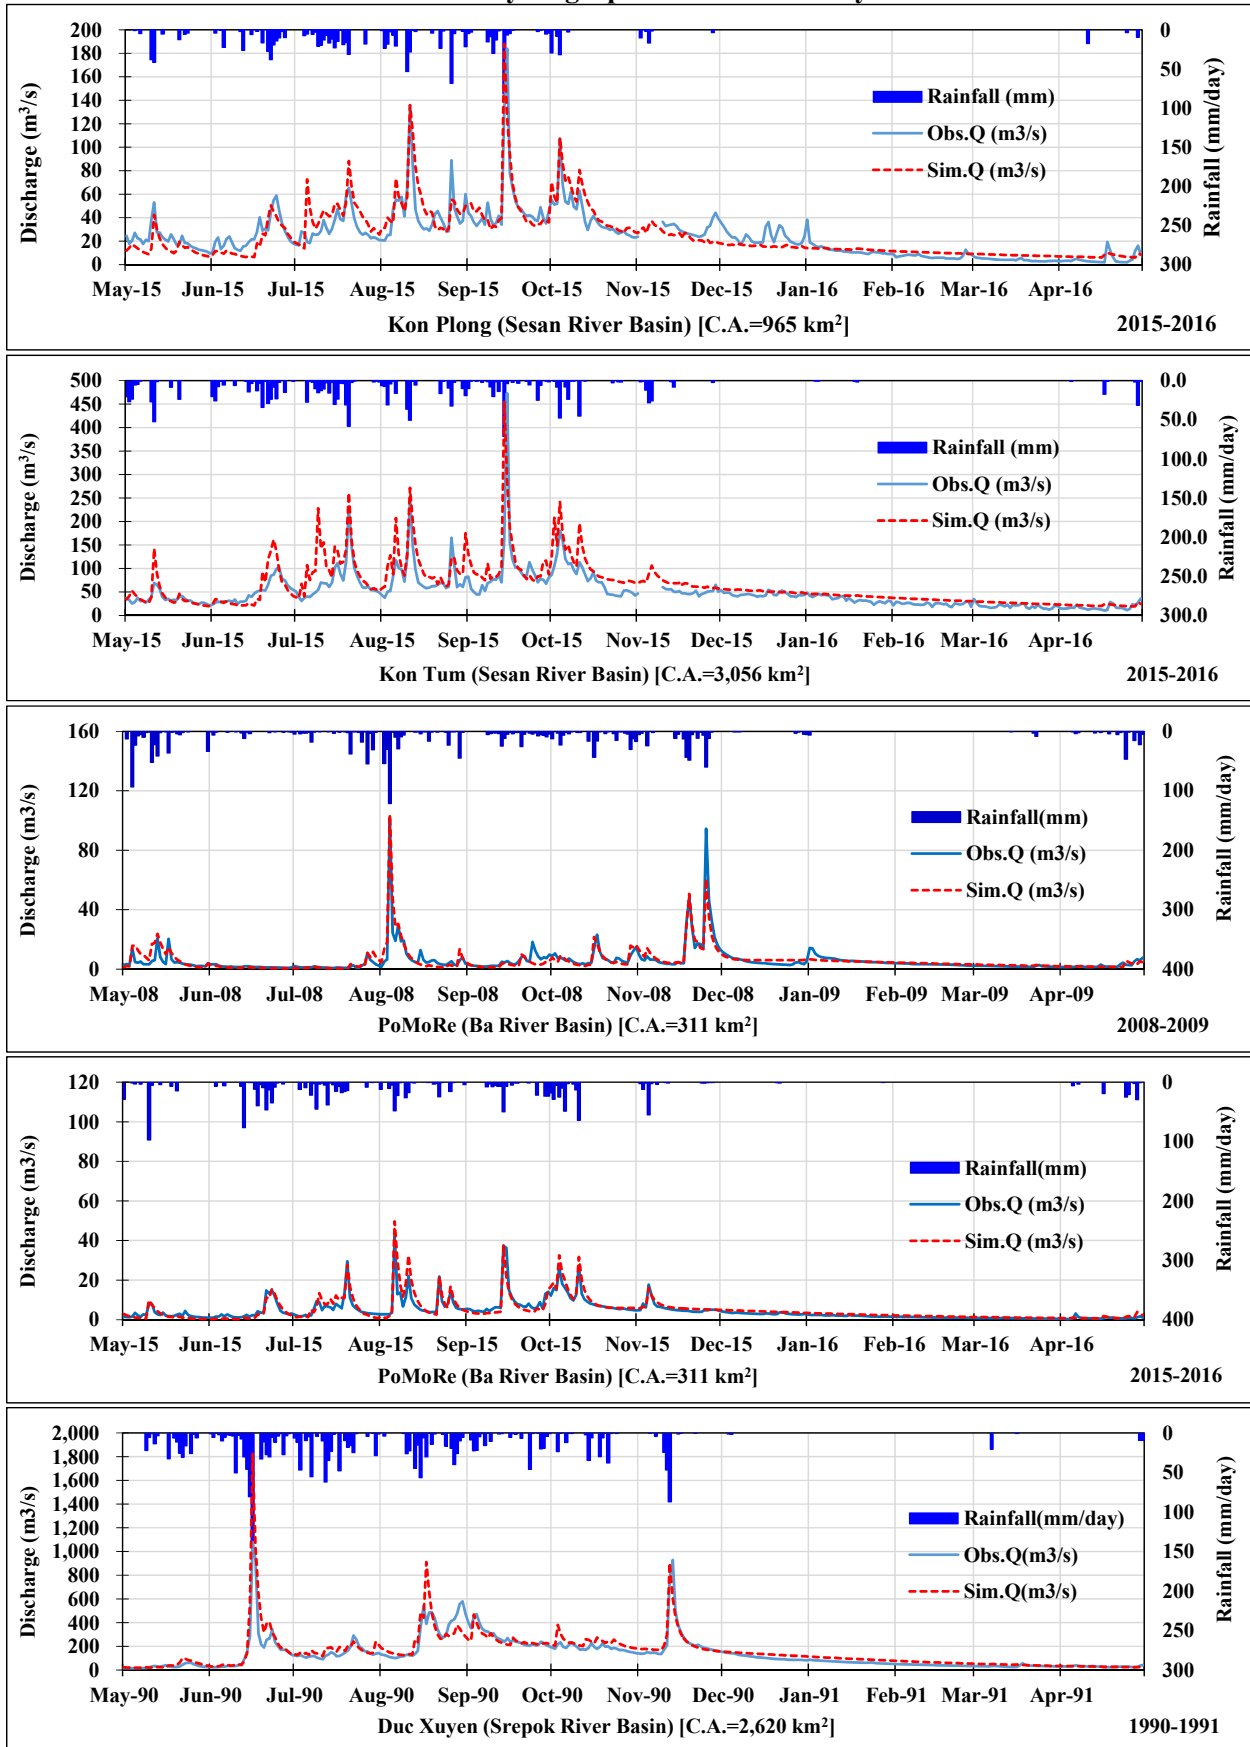 200 180 160 140 120 100 80 60 40 20 0
Discharge (m³/s)
0 50 100 150 200 250 300
Rainfall (mm/day)
Rainfall (mm)
Obs.Q (m3/s)
Sim.Q (m3/s)
May-15 Jun-15 Jul-15 Aug-15 Sep-15 Oct-15 Nov-15 Dec-15 Jan-16 Feb-16 Mar-16 Apr-16
Kon Plong (Sesan River Basin) [C.A.=965 km²] 2015-2016
500 450 400 350 300 250 200 150 100 50 0
Discharge (m³/s)
0.0 50.0 100.0 150.0 200.0 250.0 300.0
Rainfall (mm/day)
Rainfall (mm)
Obs.Q (m3/s)
Sim.Q (m3/s)
May-15 Jun-15 Jul-15 Aug-15 Sep-15 Oct-15 Nov-15 Dec-15 Jan-16 Feb-16 Mar-16 Apr-16
Kon Tum (Sesan River Basin) [C.A.=3,056 km²] 2015-2016
160 120 80 40 0
Discharge (m3/s)
0 100 200 300 400
Rainfall (mm/day)
Rainfall(mm)
Obs.Q (m3/s)
Sim.Q (m3/s)
May-08 Jun-08 Jul-08 Aug-08 Sep-08 Oct-08 Nov-08 Dec-08 Jan-09 Feb-09 Mar-09 Apr-09
PoMoRe (Ba River Basin) [C.A.=311 km²] 2008-2009
120 100 80 60 40 20 0
Discharge (m3/s)
0 100 200 300 400
Rainfall (mm/day)
Rainfall(mm)
Obs.Q (m3/s)
Sim.Q (m3/s)
May-15 Jun-15 Jul-15 Aug-15 Sep-15 Oct-15 Nov-15 Dec-15 Jan-16 Feb-16 Mar-16 Apr-16
PoMoRe (Ba River Basin) [C.A.=311 km²] 2015-2016
2,000 1,800 1,600 1,400 1,200 1,000 800 600 400 200 0
Discharge (m3/s)
0 50 100 150 200 250 300
Rainfall (mm/day)
Rainfall(mm/day)
Obs.Q(m3/s)
Sim.Q(m3/s)
May-90 Jun-90 Jul-90 Aug-90 Sep-90 Oct-90 Nov-90 Dec-90 Jan-91 Feb-91 Mar-91 Apr-91
Duc Xuyen (Srepok River Basin) [C.A.=2,620 km²] 1990-1991